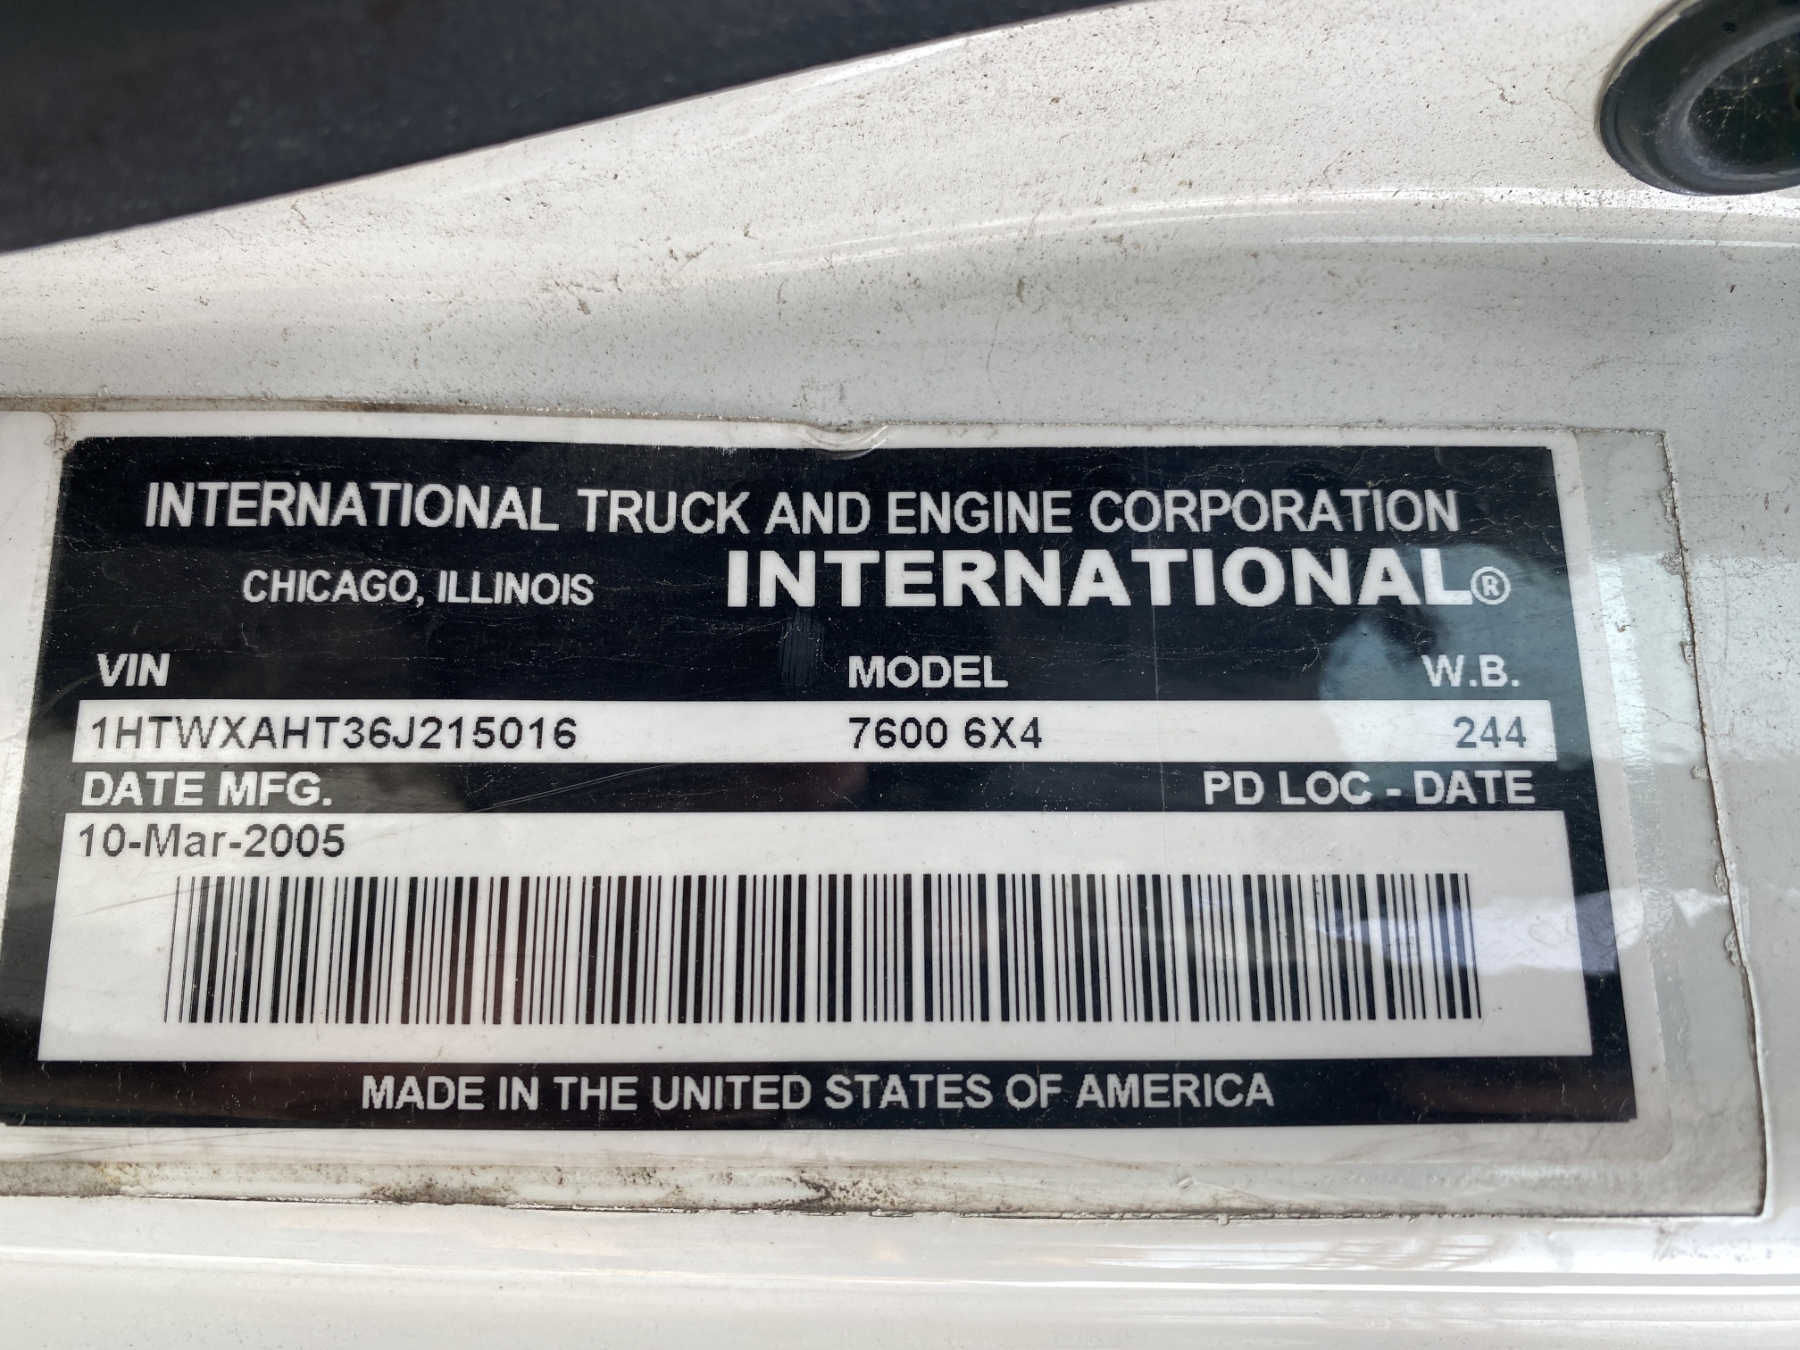 INTERNATIONAL TRUCK AND ENGINE CORPORATION
CHICAGO, ILLINOIS INTERNATIONAL®
VIN MODEL W.B.
1HTWXAHT36J215016 7600 6X4 244
DATE MFG. PD LOC - DATE
10-Mar-2005
MADE IN THE UNITED STATES OF AMERICA